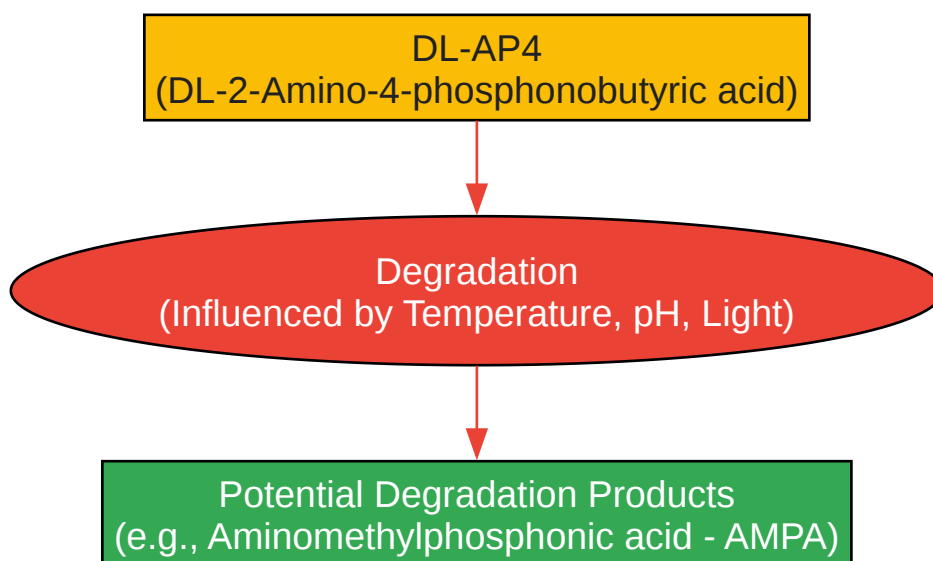 DL-AP4
(DL-2-Amino-4-phosphonobutyric acid)
Degradation
(Influenced by Temperature, pH, Light)
Potential Degradation Products
(e.g., Aminomethylphosphonic acid - AMPA)